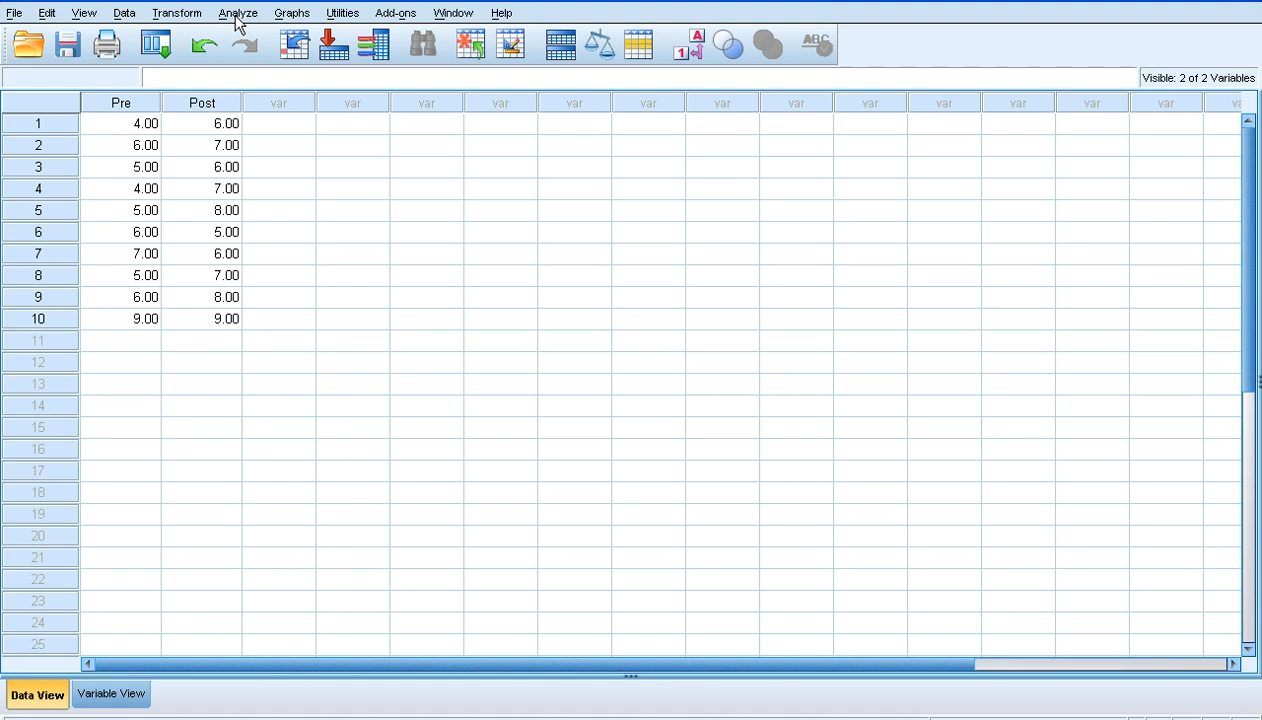 File Edit View Data Transform Analyze Graphs Utilities Add-ons Window Help
1 A ABC
Visible: 2 of 2 Variables
Pre Post var var var var var var var var var var var var var
1 4.00 6.00
2 6.00 7.00
3 5.00 6.00
4 4.00 7.00
5 5.00 8.00
6 6.00 5.00
7 7.00 6.00
8 5.00 7.00
9 6.00 8.00
10 9.00 9.00
11
12
13
14
15
16
17
18
19
20
21
22
23
24
25
Data View Variable View